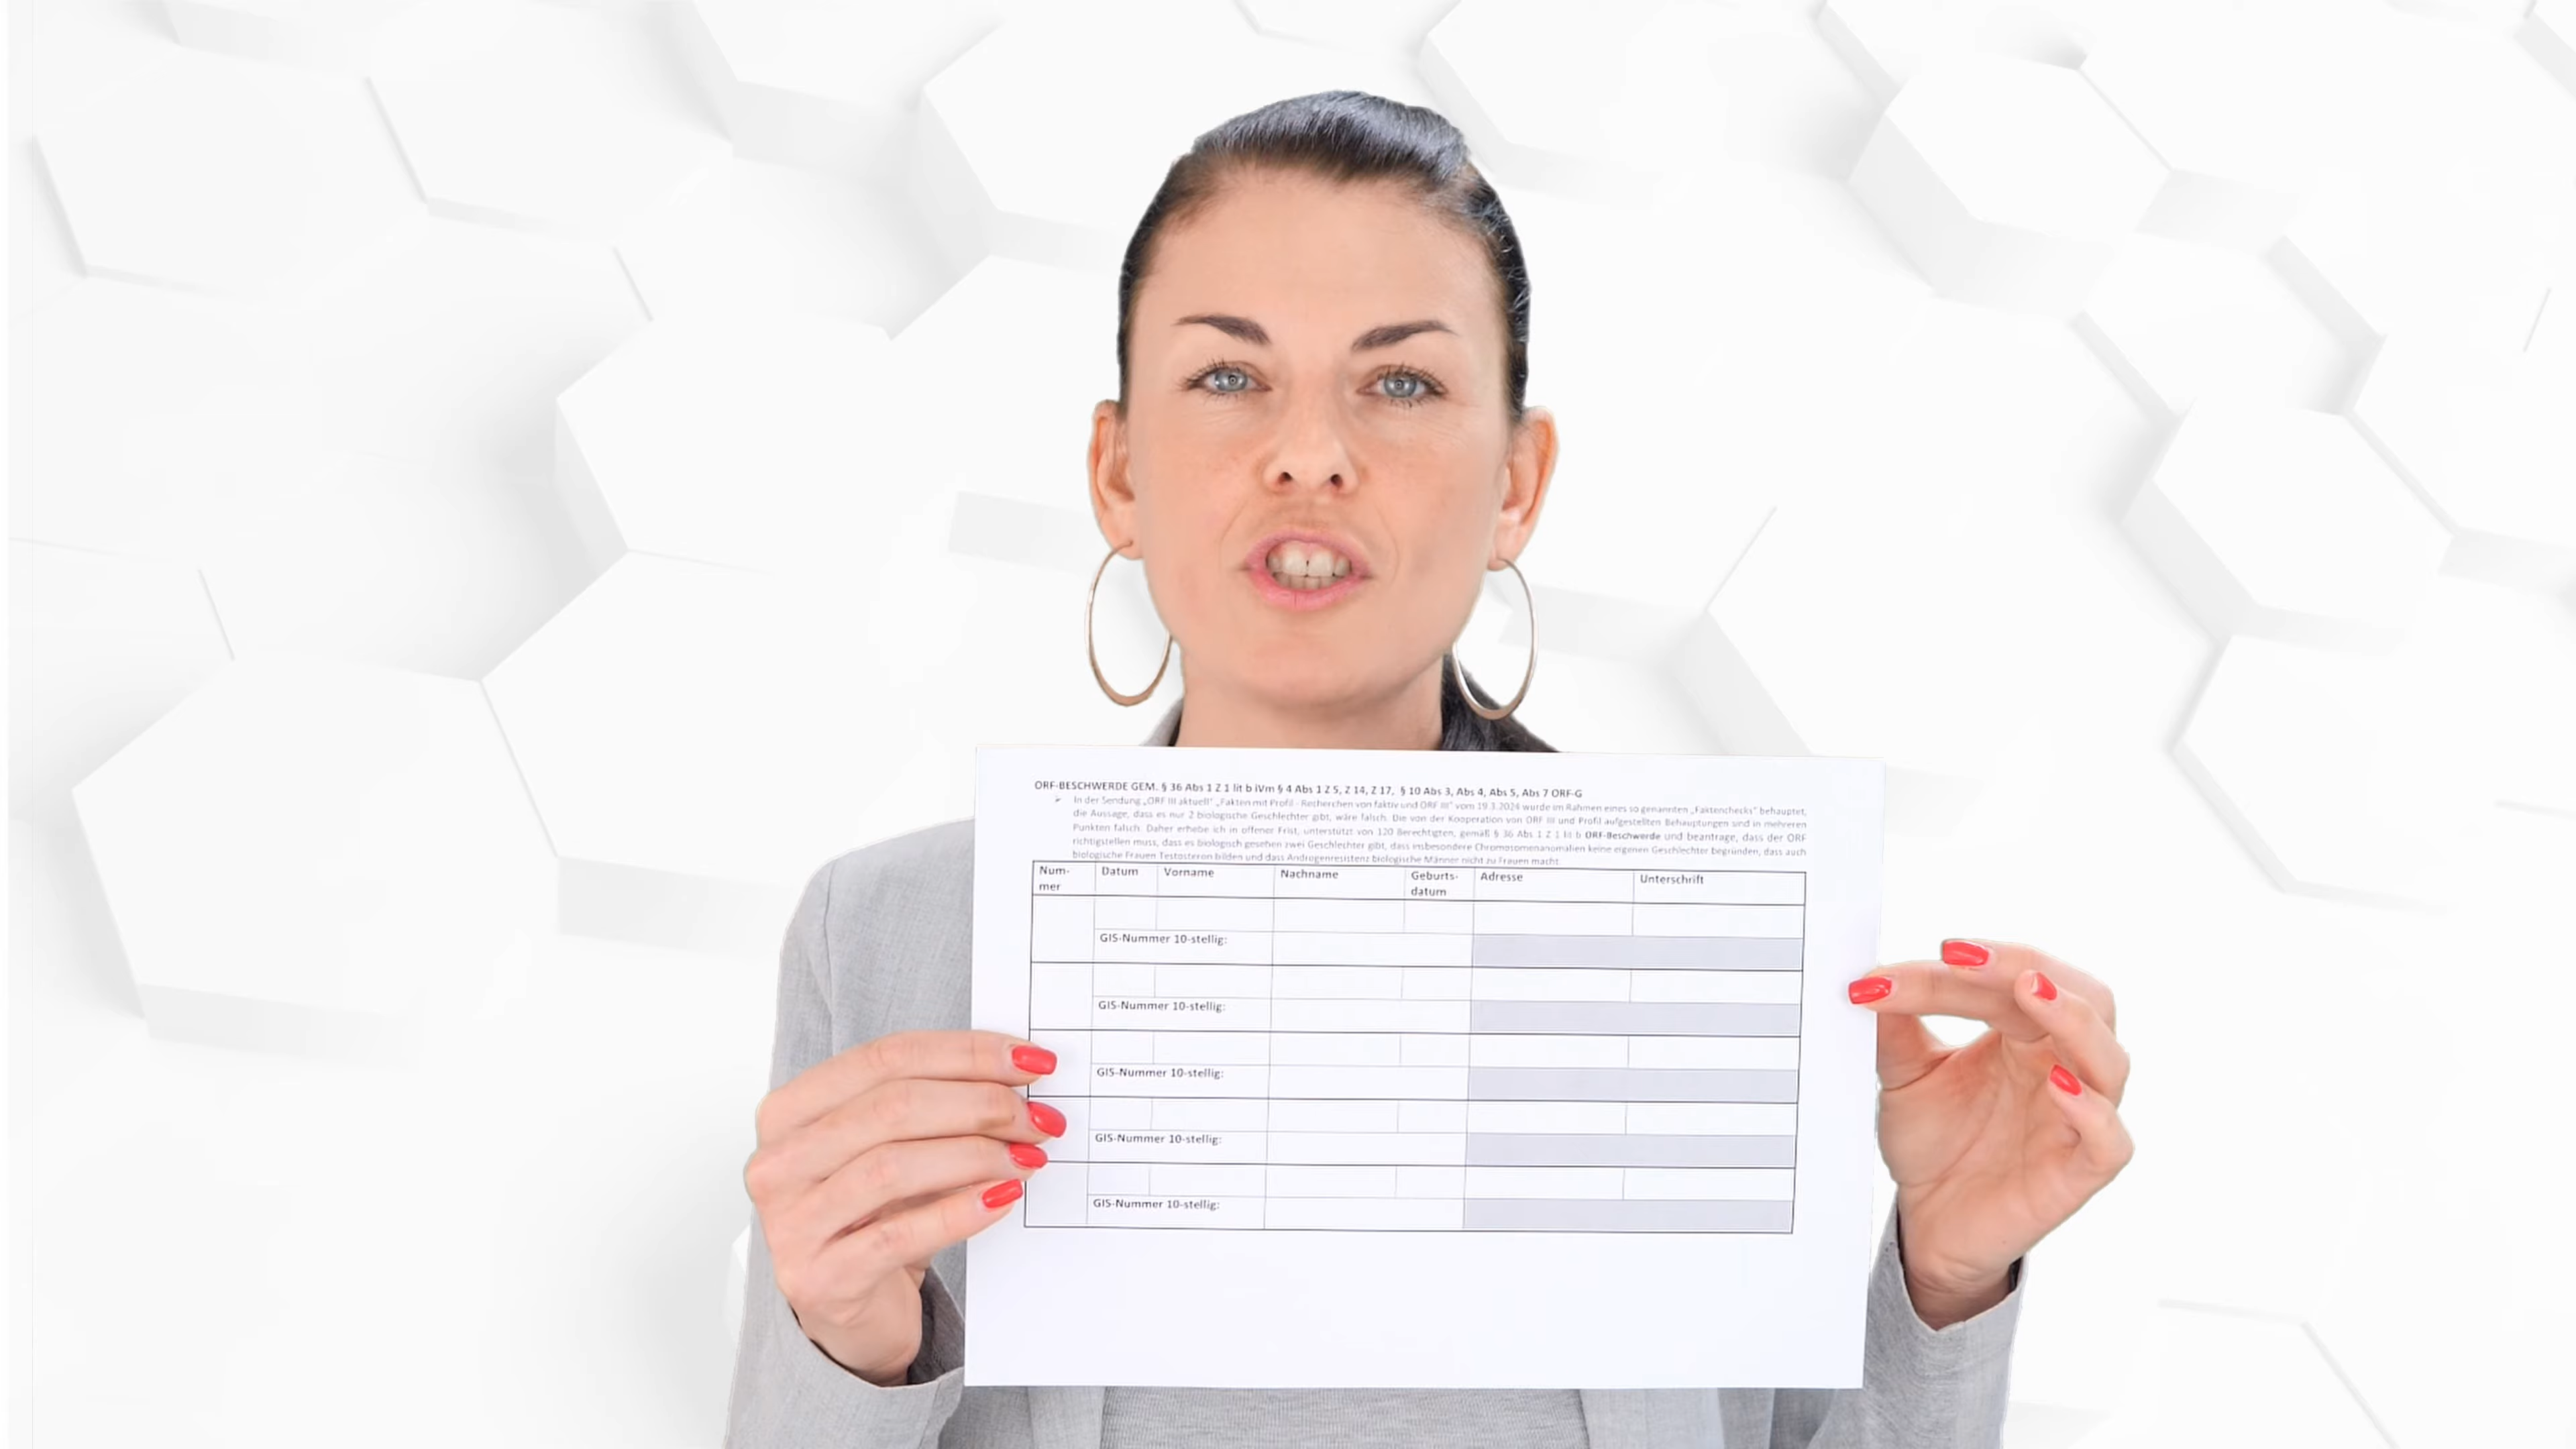 ORF-BESCHWERDE GEM. § 36 Abs 1 Z 1 lit b iVm § 4 Abs 1 Z 5, Z 14, Z 17, § 10 Abs 3, Abs 4, Abs 5, Abs 7 ORF-G
➢ In der Sendung „ORF III aktuell" „Fakten mit Profil - Recherchen von faktiv und ORF III" vom 19.3.2024 wurde im Rahmen eines so genannten „Faktenchecks" behauptet,
die Aussage, dass es nur 2 biologische Geschlechter gibt, wäre falsch. Die von der Kooperation von ORF III und Profil aufgestellten Behauptungen sind in mehreren
Punkten falsch. Daher erhebe ich in offener Frist, unterstützt von 120 Berechtigten, gemäß § 36 Abs 1 Z 1 lit b ORF-Beschwerde und beantrage, dass der ORF
richtigstellen muss, dass es biologisch gesehen zwei Geschlechter gibt, dass insbesondere Chromosomenanomalien keine eigenen Geschlechter begründen, dass auch
biologische Frauen Testosteron bilden und dass Androgenresistenz biologische Männer nicht zu Frauen macht.
Num- Datum Vorname Nachname Geburts- Adresse Unterschrift
mer datum
GIS-Nummer 10-stellig:
GIS-Nummer 10-stellig:
GIS-Nummer 10-stellig:
GIS-Nummer 10-stellig:
GIS-Nummer 10-stellig: